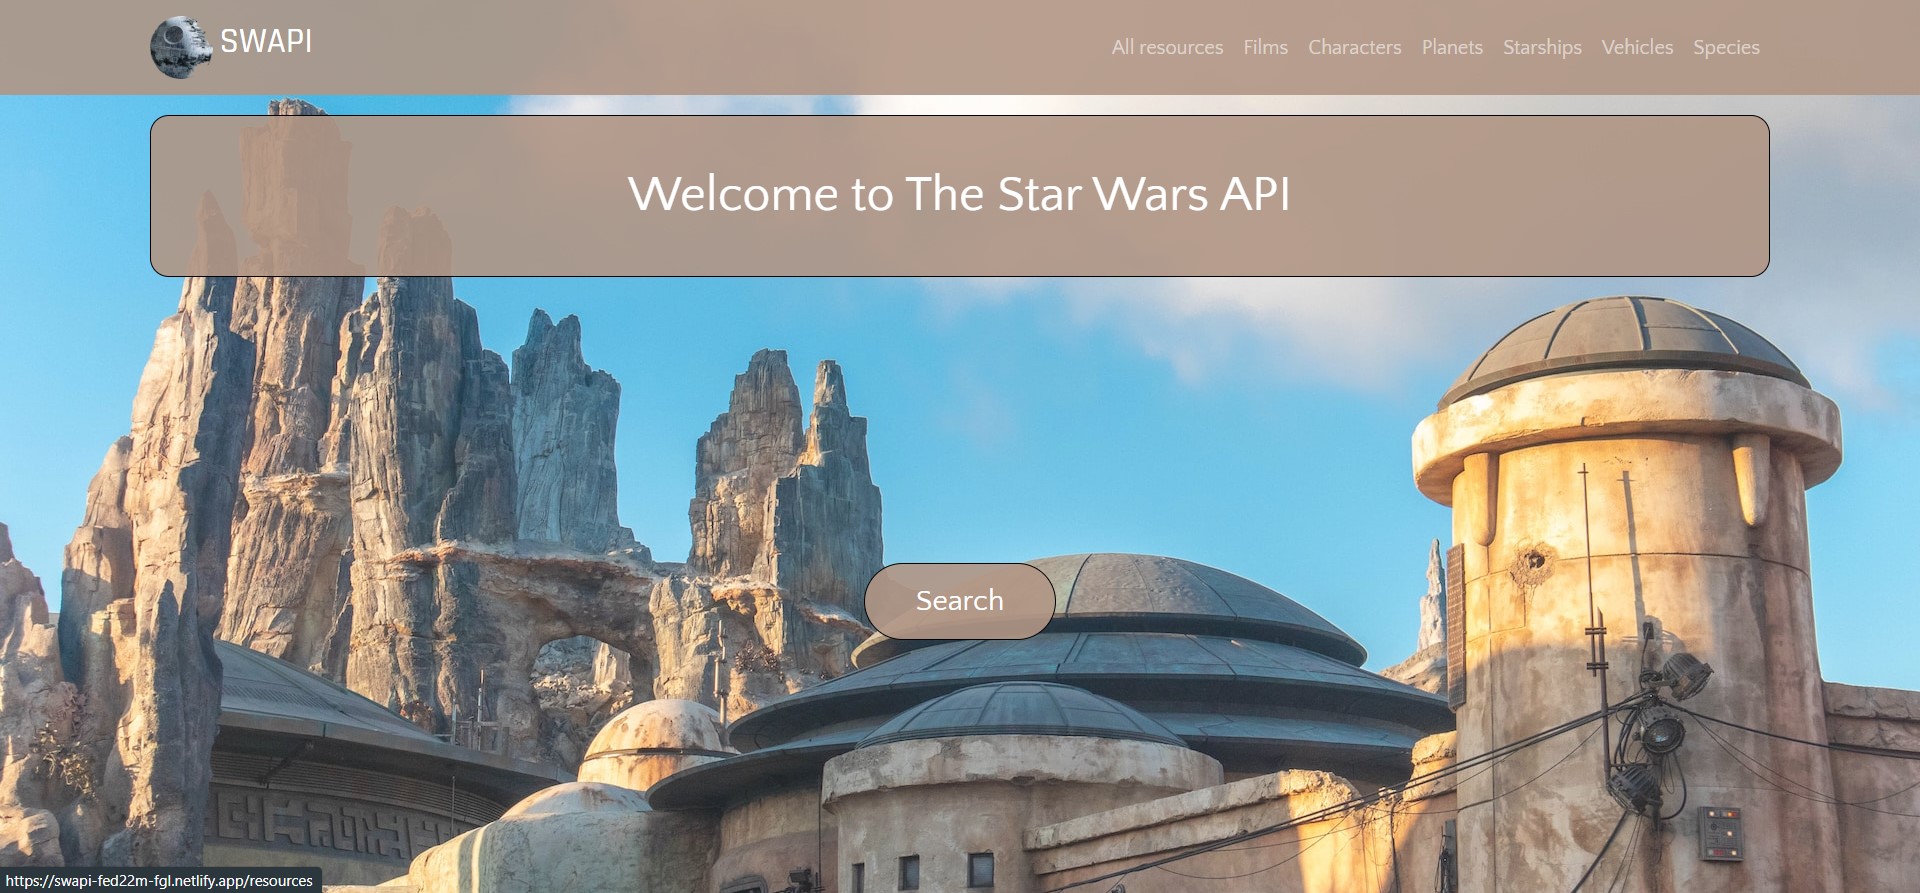 SWAPI
All resources Films Characters Planets Starships Vehicles Species
Welcome to The Star Wars API
Search
https://swapi-fed22m-fgl.netlify.app/resources